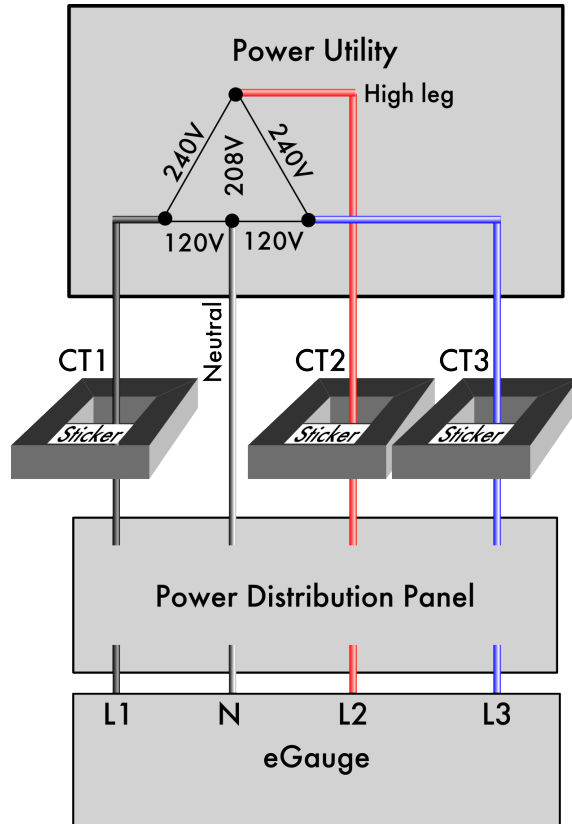 Power Utility
High leg
240V
208V
240V
120V
120V
Neutral
CT1
CT2
CT3
Sticker
Sticker
Sticker
Power Distribution Panel
L1
N
L2
L3
eGauge